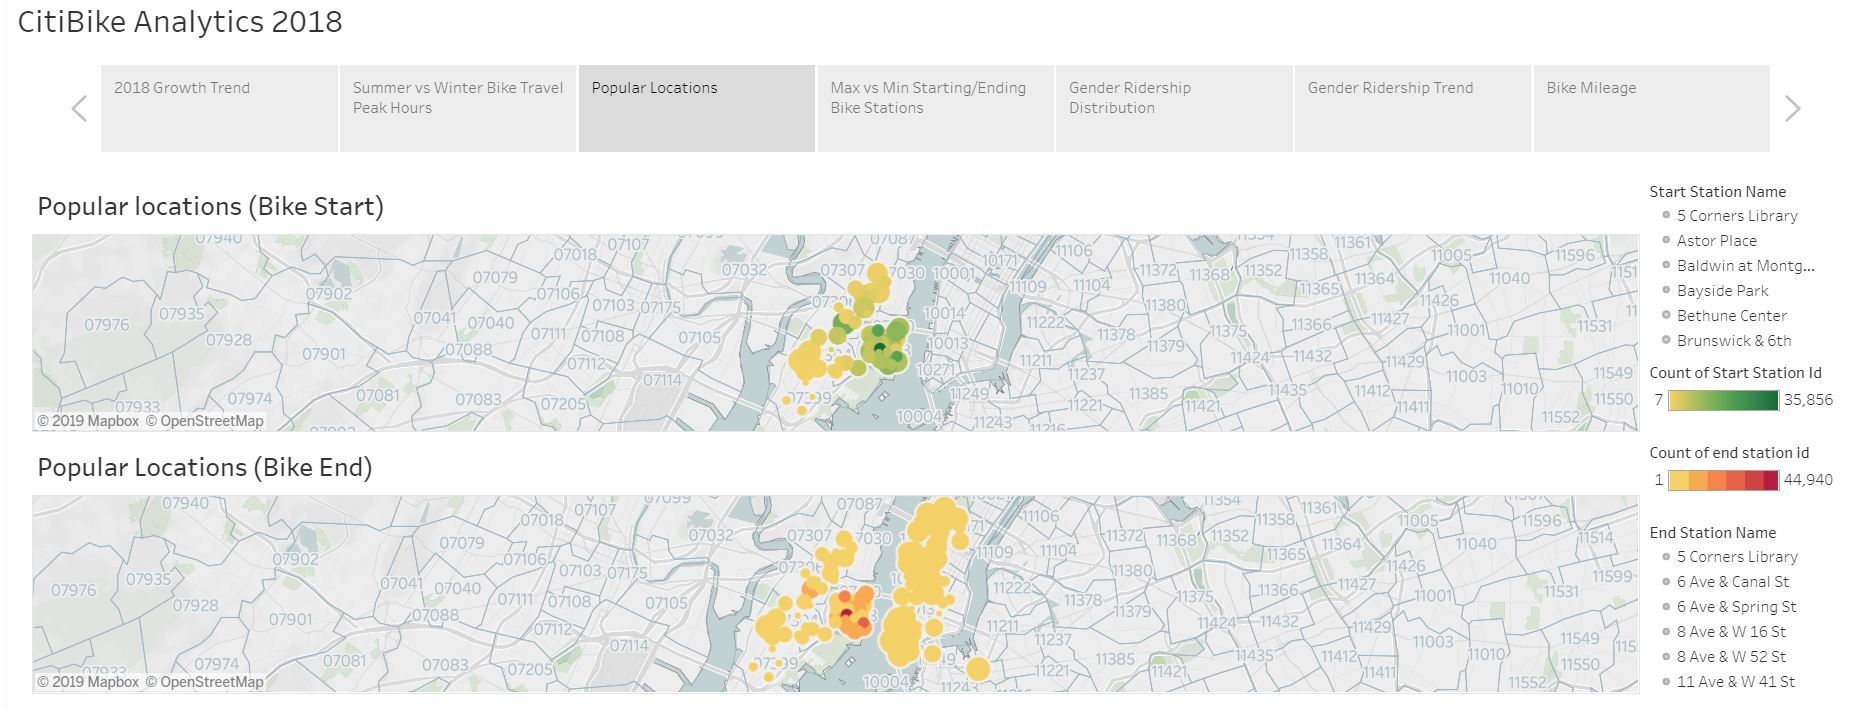 CitiBike Analytics 2018
2018 Growth Trend
Summer vs Winter Bike Travel
Peak Hours
Popular Locations
Max vs Min Starting/Ending
Bike Stations
Gender Ridership
Distribution
Gender Ridership Trend
Bike Mileage
Popular locations (Bike Start)
07940 07107 07087 10171 11106 11354 11361 11596
07079 07032 07307 7030 10001 11372 11368 11352 11005
07902 07106 07103 07175 11109 11104 11364 11040
07976 07935 07041 07040 07105 10014 11380 11365 11426
07928 07111 07108 10013 11222 11378 11375 11366 11427 11001 11531
07901 07088 07112 11211 11379 11424 11432 11429 11003 11549
07974 07081 07083 07114 10271 11237 11385 11435 11412 11010 11550
07933 07205 10004 11249 11221 11421 11411 11552
11243
© 2019 Mapbox © OpenStreetMap
Popular Locations (Bike End)
07940 07107 07087 11106 11354 11361 11596
07018 07032 07307 7030 11372 11368 11352 11005 11514
07902 07079 07106 07103 07175 11109 11104 11364 11040
07976 07935 07041 07040 07105 11380 11365 11426 11599
07928 07111 07108 11222 11378 11375 11366 11427 11001 11531
07901 07088 07112 11211 11379 11424 11432 11429 11003 11549
07974 07081 07083 07114 11237 11385 11435 11412 11010 11550
07933 07205 10004 11243 11221 11421 11411 11552
© 2019 Mapbox © OpenStreetMap
Start Station Name
5 Corners Library
Astor Place
Baldwin at Montg...
Bayside Park
Bethune Center
Brunswick & 6th
Count of Start Station Id
7 35,856
Count of end station id
1 44,940
End Station Name
5 Corners Library
6 Ave & Canal St
6 Ave & Spring St
8 Ave & W 16 St
8 Ave & W 52 St
11 Ave & W 41 St